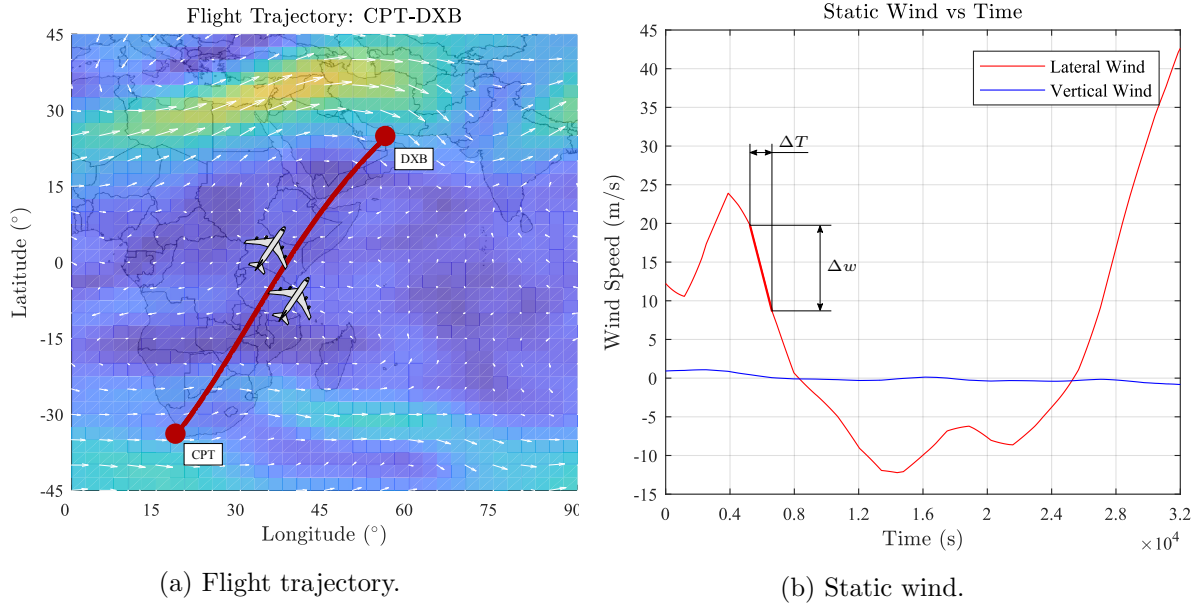 Flight Trajectory: CPT-DXB
45
30
15
0
-15
-30
-45
Latitude (°)
DXB
CPT
0 15 30 45 60 75 90
Longitude (°)
(a) Flight trajectory.
Static Wind vs Time
Lateral Wind
Vertical Wind
45
40
35
30
25
20
15
10
5
0
-5
-10
-15
Wind Speed (m/s)
ΔT
Δw
0 0.4 0.8 1.2 1.6 2 2.4 2.8 3.2
Time (s)
×10⁴
(b) Static wind.